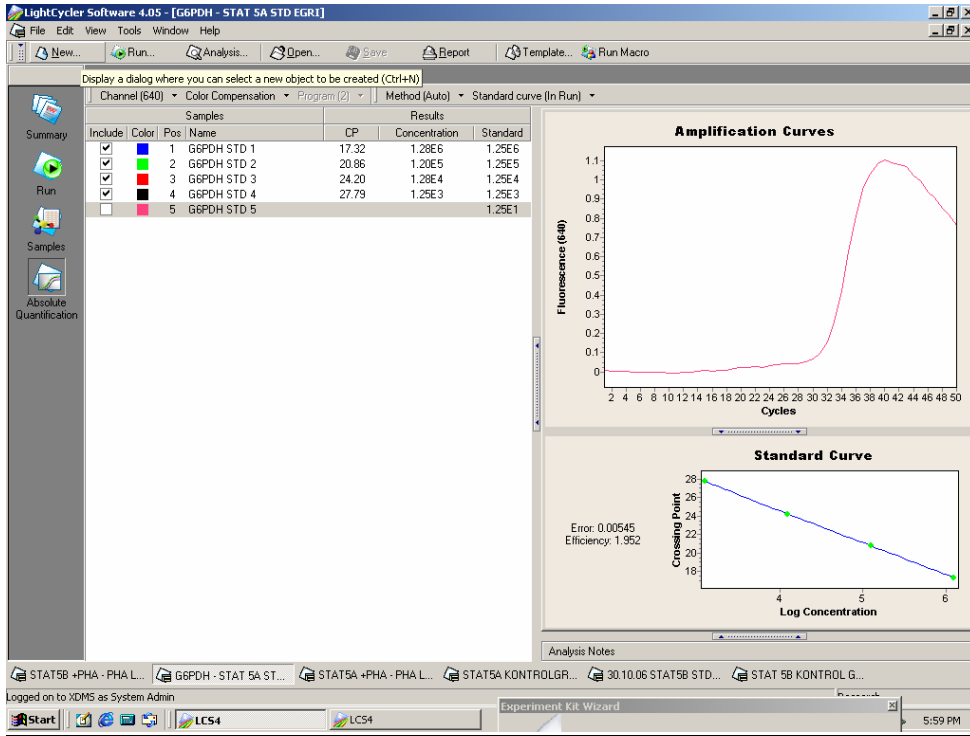 LightCycler Software 4.05 - [G6PDH - STAT 5A STD EGRI]
File Edit View Tools Window Help
New... Run... Analysis... Open... Save Report Template... Run Macro
Display a dialog where you can select a new object to be created (Ctrl+N)
Channel (640) Color Compensation Program (2) Method (Auto) Standard curve (In Run)
Samples Results
Include Color Pos Name CP Concentration Standard
1 G6PDH STD 1 17.32 1.28E6 1.25E6
2 G6PDH STD 2 20.86 1.20E5 1.25E5
3 G6PDH STD 3 24.20 1.28E4 1.25E4
4 G6PDH STD 4 27.79 1.25E3 1.25E3
5 G6PDH STD 5 1.25E1
Summary
Run
Samples
Absolute
Quantification
Amplification Curves
1.1
1
0.9
0.8
0.7
0.6
0.5
0.4
0.3
0.2
0.1
0
Fluorescence (640)
2 4 6 8 10 12 14 16 18 20 22 24 26 28 30 32 34 36 38 40 42 44 46 48 50
Cycles
Standard Curve
Error: 0.00545
Efficiency: 1.952
Crossing Point
28
26
24
22
20
18
4 5 6
Log Concentration
Analysis Notes
STAT5B +PHA - PHA L... G6PDH - STAT 5A ST... STAT5A +PHA - PHA L... STAT5A KONTROLGR... 30.10.06 STAT5B STD... STAT 5B KONTROL G...
Logged on to XDMS as System Admin
Experiment Kit Wizard
Start LCS4 LCS4 5:59 PM